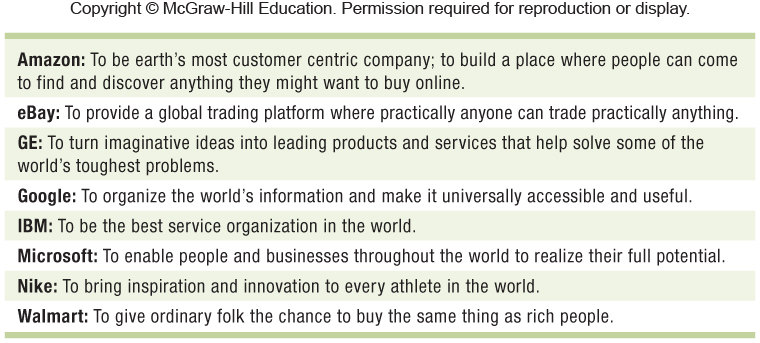 Copyright © McGraw-Hill Education. Permission required for reproduction or display.
Amazon: To be earth’s most customer centric company; to build a place where people can come
to find and discover anything they might want to buy online.
eBay: To provide a global trading platform where practically anyone can trade practically anything.
GE: To turn imaginative ideas into leading products and services that help solve some of the
world’s toughest problems.
Google: To organize the world’s information and make it universally accessible and useful.
IBM: To be the best service organization in the world.
Microsoft: To enable people and businesses throughout the world to realize their full potential.
Nike: To bring inspiration and innovation to every athlete in the world.
Walmart: To give ordinary folk the chance to buy the same thing as rich people.